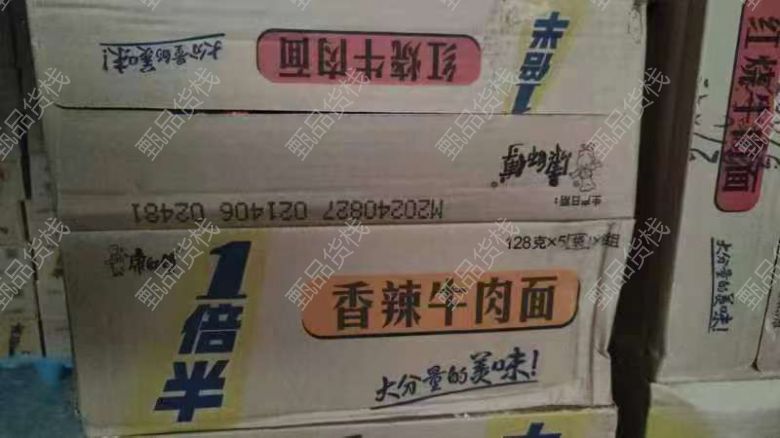 大分量的美味!
红烧牛肉面
1倍半
康师傅
生产日期:
M20240827 021406 02481
康师傅
1倍半
128克×5
香辣牛肉面
大分量的美味!
倍半
红烧牛肉面
大分量的美味!
甄品货栈